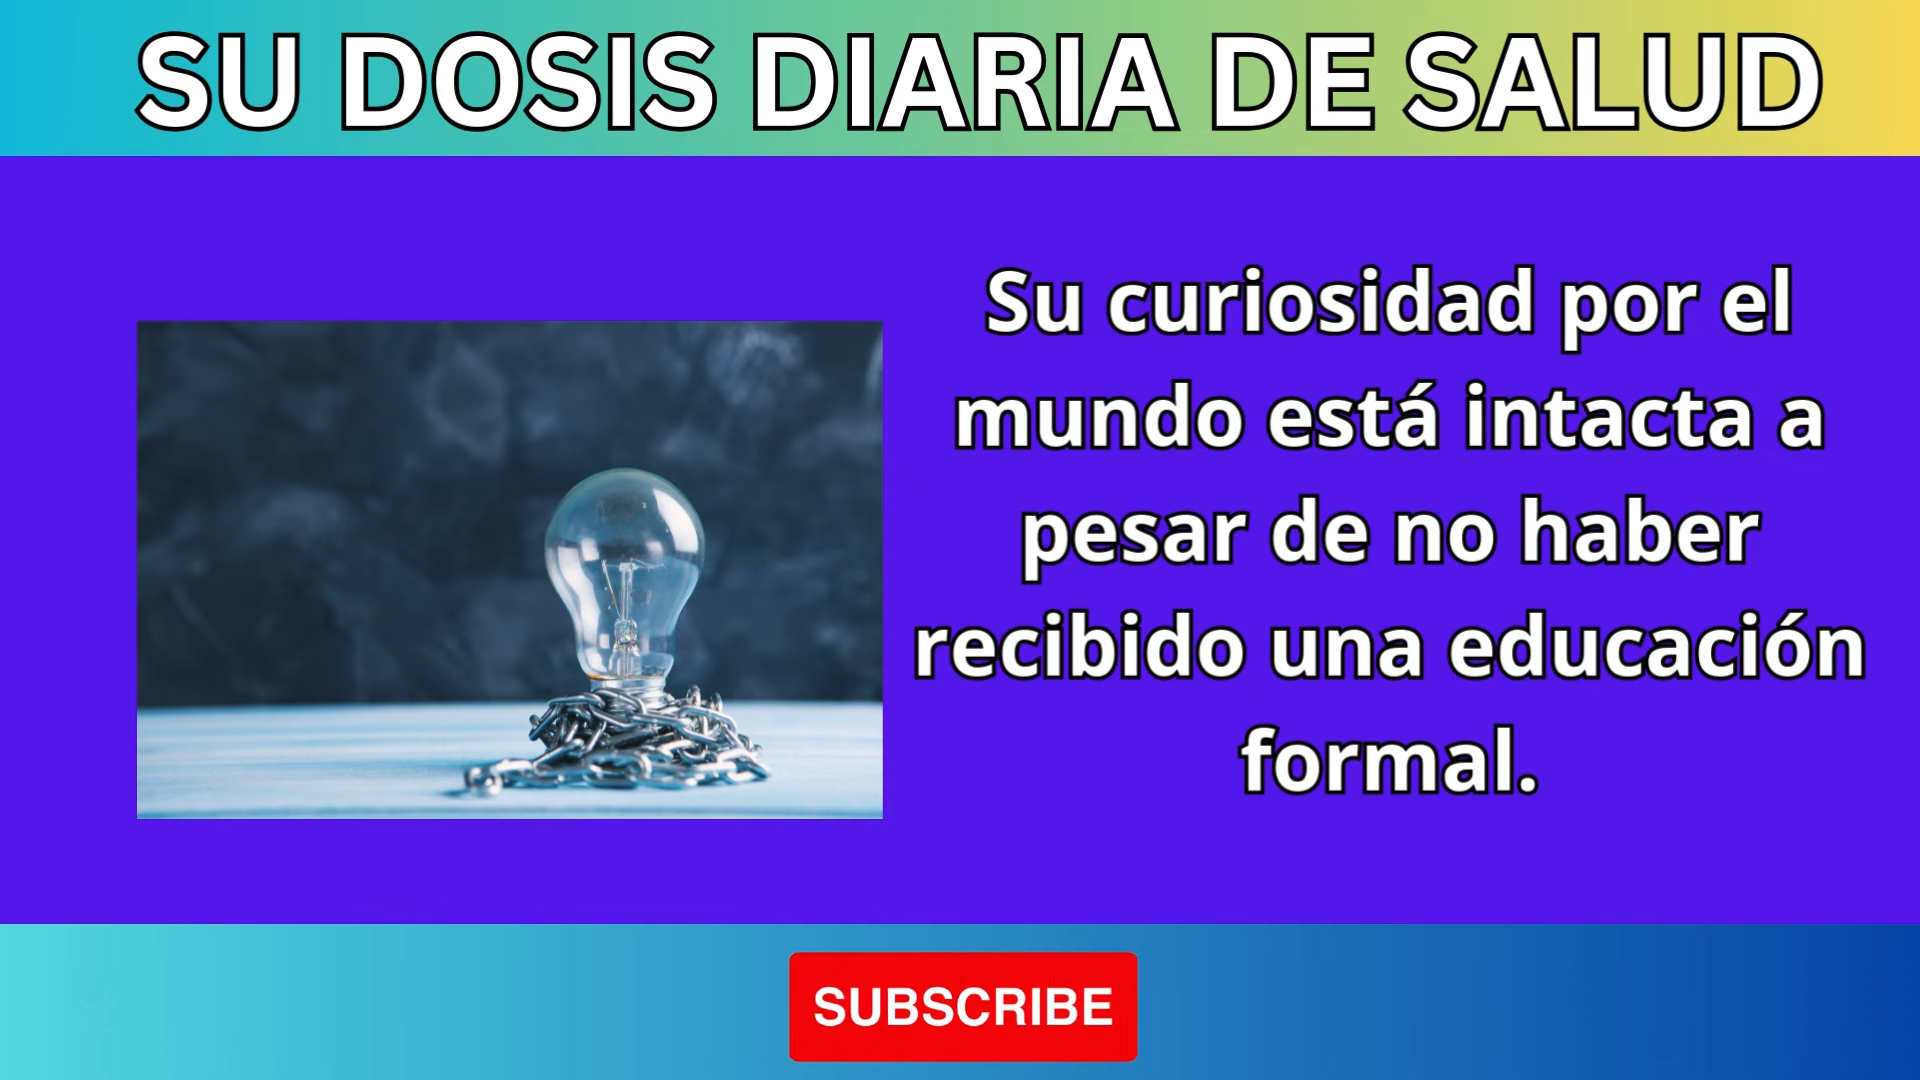 SU DOSIS DIARIA DE SALUD
Su curiosidad por el
mundo está intacta a
pesar de no haber
recibido una educación
formal.
SUBSCRIBE